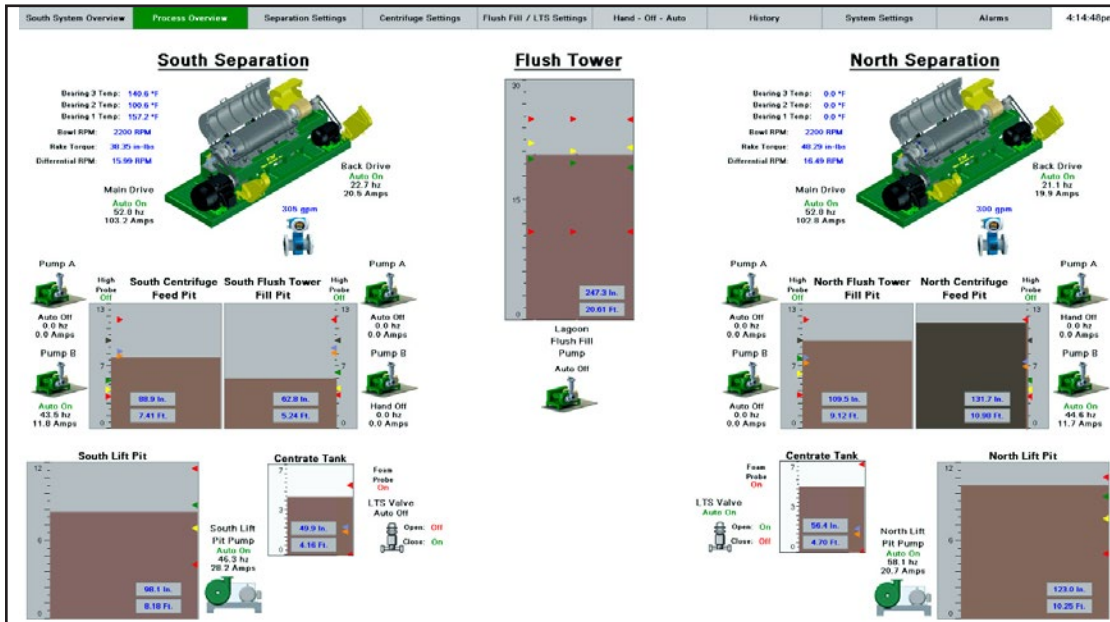 South System Overview
Process Overview
Separation Settings
Centrifuge Settings
Flush Fill / LTS Settings
Hand - Off - Auto
History
System Settings
Alarms
4:14:48pm
South Separation
Bearing 3 Temp: 140.6 °F
Bearing 2 Temp: 100.6 °F
Bearing 1 Temp: 157.2 °F
Bowl RPM: 2200 RPM
Rake Torque: 38.35 in-lbs
Differential RPM: 15.99 RPM
Main Drive
Auto On
52.8 hz
103.2 Amps
Back Drive
Auto On
22.7 hz
20.5 Amps
305 gpm
Pump A
Auto Off
0.0 hz
0.0 Amps
Pump B
Auto On
43.5 hz
11.8 Amps
High
Probe
Off
13
7
0
South Centrifuge
Feed Pit
88.9 In.
7.41 Ft.
South Flush Tower
Fill Pit
62.8 In.
5.24 Ft.
High
Probe
Off
13
7
0
Pump A
Auto Off
0.0 hz
0.0 Amps
Pump B
Hand Off
0.0 hz
0.0 Amps
South Lift Pit
12
6
0
98.1 In.
8.18 Ft.
South Lift
Pit Pump
Auto On
46.3 hz
28.2 Amps
Centrate Tank
7
3
0
49.9 In.
4.16 Ft.
Foam
Probe
On
LTS Valve
Auto Off
Open: Off
Close: On
Flush Tower
20
15
10
247.3 In.
20.61 Ft.
Lagoon
Flush Fill
Pump
Auto Off
North Separation
Bearing 3 Temp: 0.0 °F
Bearing 2 Temp: 0.0 °F
Bearing 1 Temp: 0.0 °F
Bowl RPM: 2200 RPM
Rake Torque: 48.29 in-lbs
Differential RPM: 16.49 RPM
Main Drive
Auto On
52.8 hz
102.8 Amps
Back Drive
Auto On
21.1 hz
19.9 Amps
300 gpm
Pump A
Auto Off
0.0 hz
0.0 Amps
Pump B
Auto Off
0.0 hz
0.0 Amps
High
Probe
Off
13
7
0
North Flush Tower
Fill Pit
109.5 In.
9.12 Ft.
North Centrifuge
Feed Pit
131.7 In.
10.98 Ft.
High
Probe
Off
13
7
0
Pump A
Hand Off
0.0 hz
0.0 Amps
Pump B
Auto On
44.6 hz
11.7 Amps
Foam
Probe
On
LTS Valve
Auto On
Open: On
Close: Off
Centrate Tank
7
3
0
56.4 In.
4.70 Ft.
North Lift
Pit Pump
Auto On
58.1 hz
20.7 Amps
North Lift Pit
12
6
0
123.0 In.
10.25 Ft.